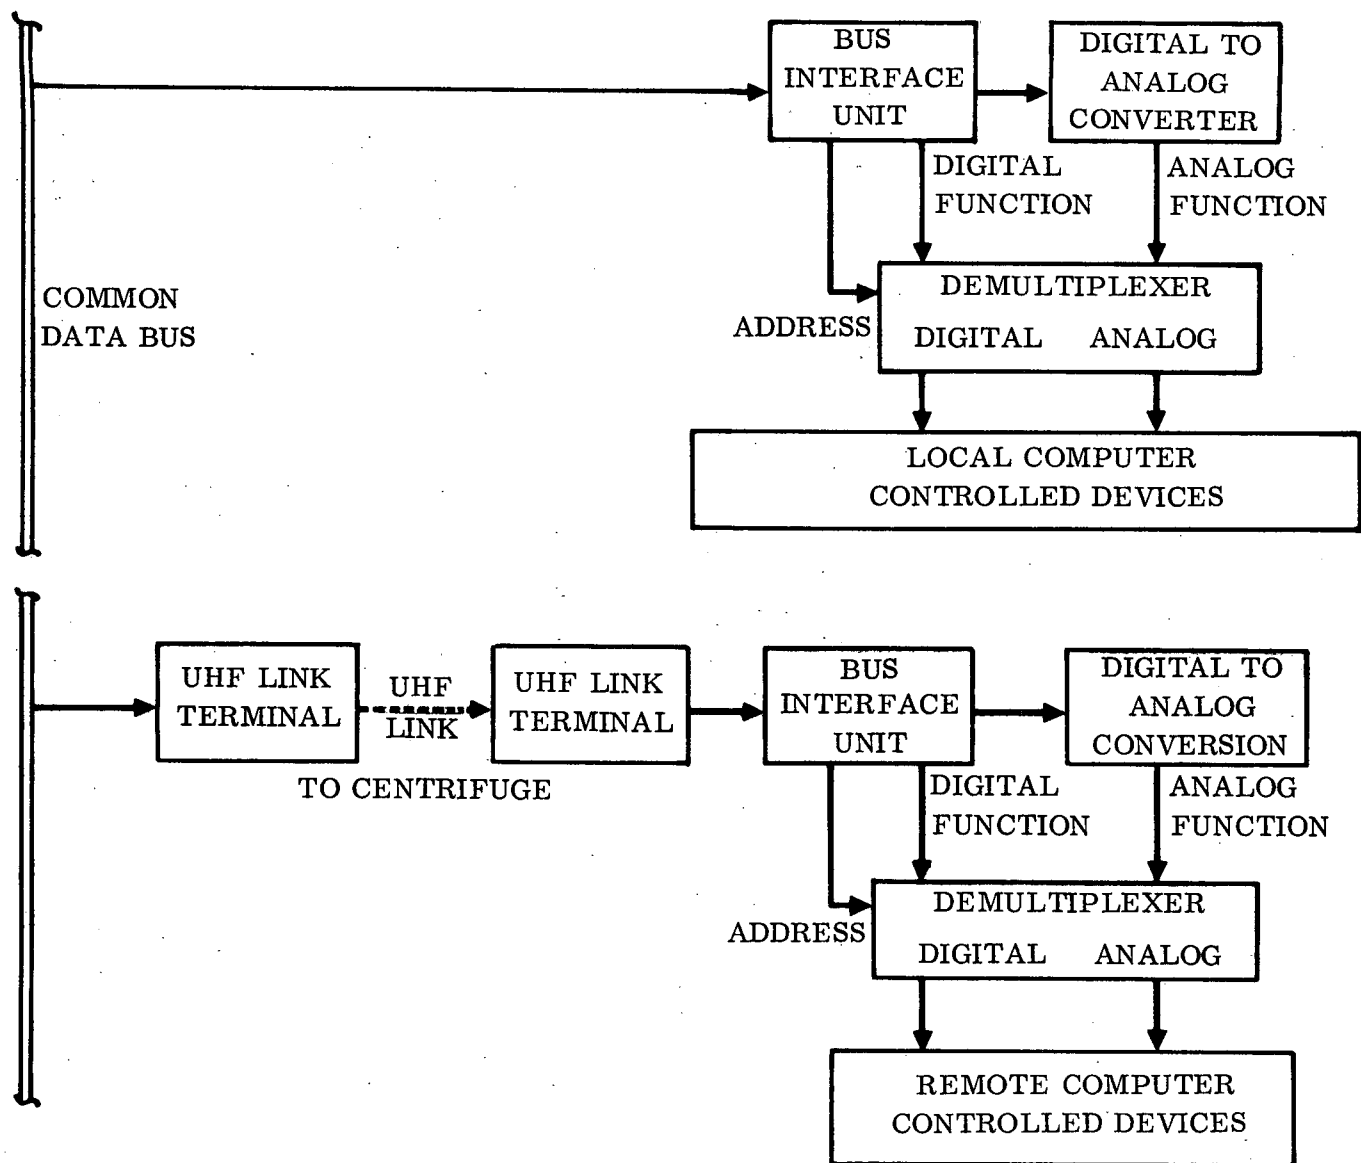 BUS
INTERFACE
UNIT
DIGITAL TO
ANALOG
CONVERTER
DIGITAL
FUNCTION
ANALOG
FUNCTION
COMMON
DATA BUS
ADDRESS
DEMULTIPLEXER
DIGITAL ANALOG
LOCAL COMPUTER
CONTROLLED DEVICES
UHF LINK
TERMINAL
UHF
LINK
UHF LINK
TERMINAL
TO CENTRIFUGE
BUS
INTERFACE
UNIT
DIGITAL TO
ANALOG
CONVERSION
DIGITAL
FUNCTION
ANALOG
FUNCTION
ADDRESS
DEMULTIPLEXER
DIGITAL ANALOG
REMOTE COMPUTER
CONTROLLED DEVICES